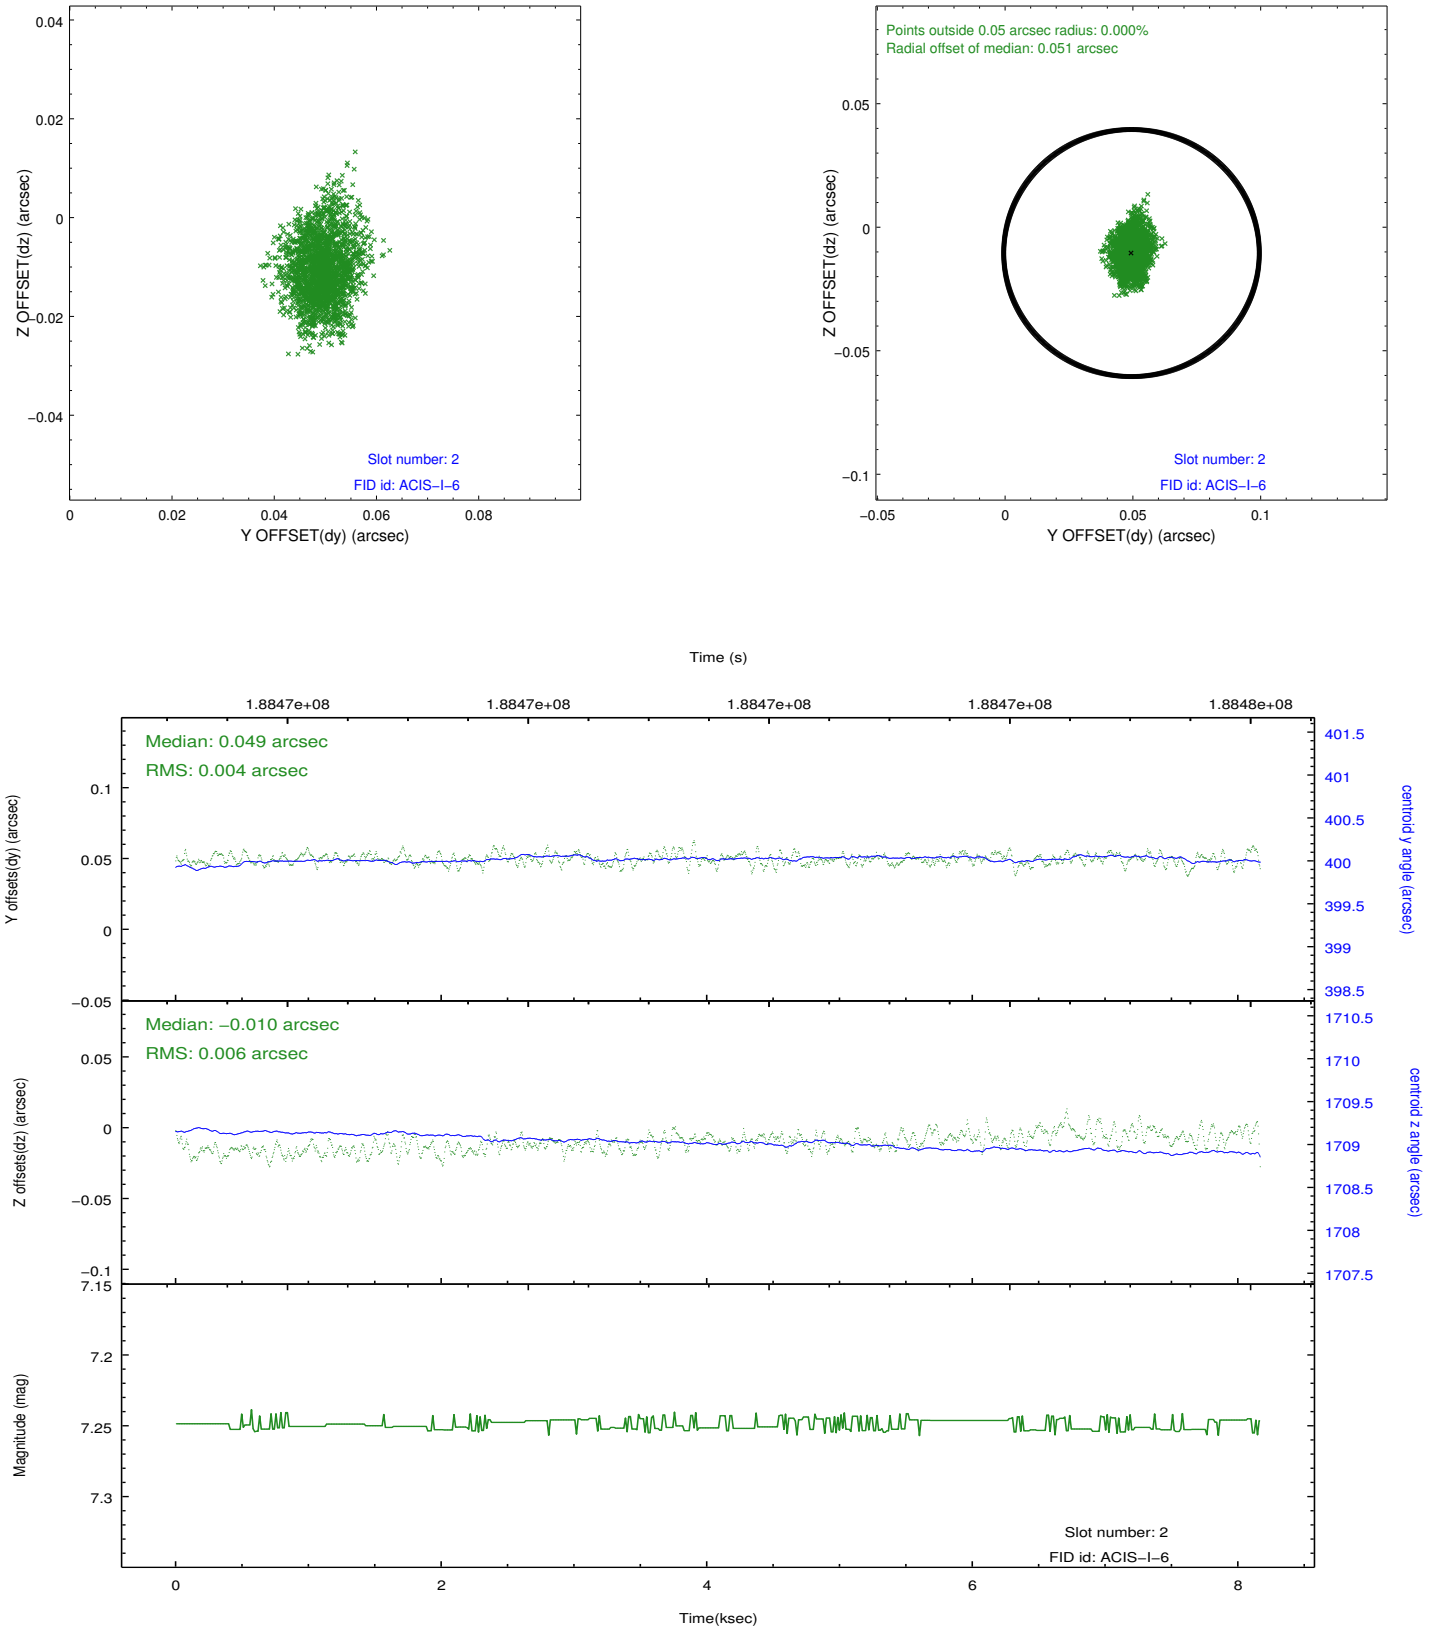 0.04
0.02
0
−0.02
−0.04
Z OFFSET(dz) (arcsec)
Slot number: 2
FID id: ACIS−I−6
0
0.02
0.04
0.06
0.08
Y OFFSET(dy) (arcsec)
Points outside 0.05 arcsec radius: 0.000%
Radial offset of median: 0.051 arcsec
0.05
0
−0.05
−0.1
Z OFFSET(dz) (arcsec)
Slot number: 2
FID id: ACIS−I−6
−0.05
0
0.05
0.1
Y OFFSET(dy) (arcsec)
Time (s)
1.8847e+08
1.8847e+08
1.8847e+08
1.8847e+08
1.8848e+08
Median: 0.049 arcsec
RMS: 0.004 arcsec
0.1
0.05
0
−0.05
Y offsets(dy) (arcsec)
401.5
401
400.5
400
399.5
399
398.5
centroid y angle (arcsec)
Median: −0.010 arcsec
RMS: 0.006 arcsec
0.05
0
−0.05
−0.1
Z offsets(dz) (arcsec)
1710.5
1710
1709.5
1709
1708.5
1708
1707.5
centroid z angle (arcsec)
7.15
7.2
7.25
7.3
Magnitude (mag)
Slot number: 2
FID id: ACIS−I−6
0
2
4
6
8
Time(ksec)